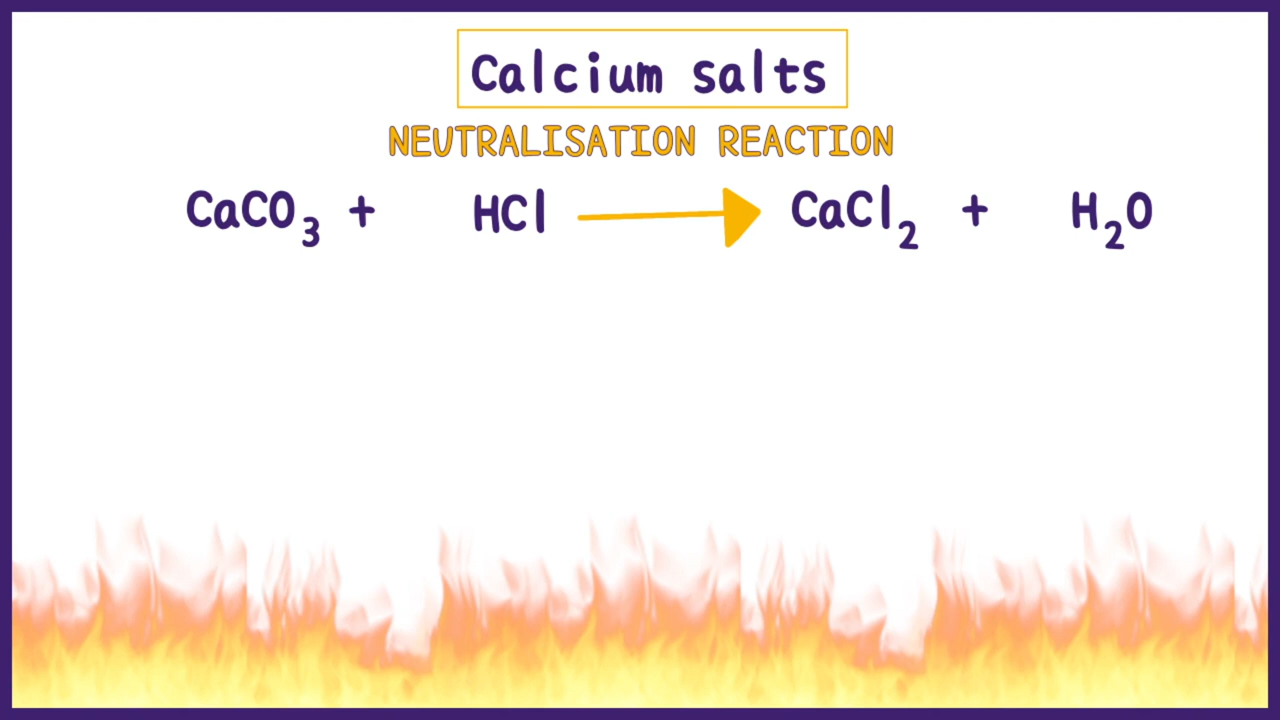 Calcium salts
NEUTRALISATION REACTION
CaCO₃ + HCl → CaCl₂ + H₂O